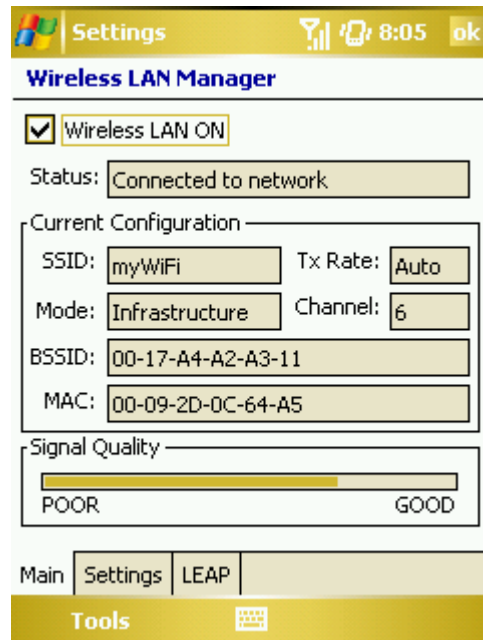 Settings 8:05 ok
Wireless LAN Manager
Wireless LAN ON
Status: Connected to network
Current Configuration
SSID: myWiFi Tx Rate: Auto
Mode: Infrastructure Channel: 6
BSSID: 00-17-A4-A2-A3-11
MAC: 00-09-2D-0C-64-A5
Signal Quality
POOR GOOD
Main Settings LEAP
Tools